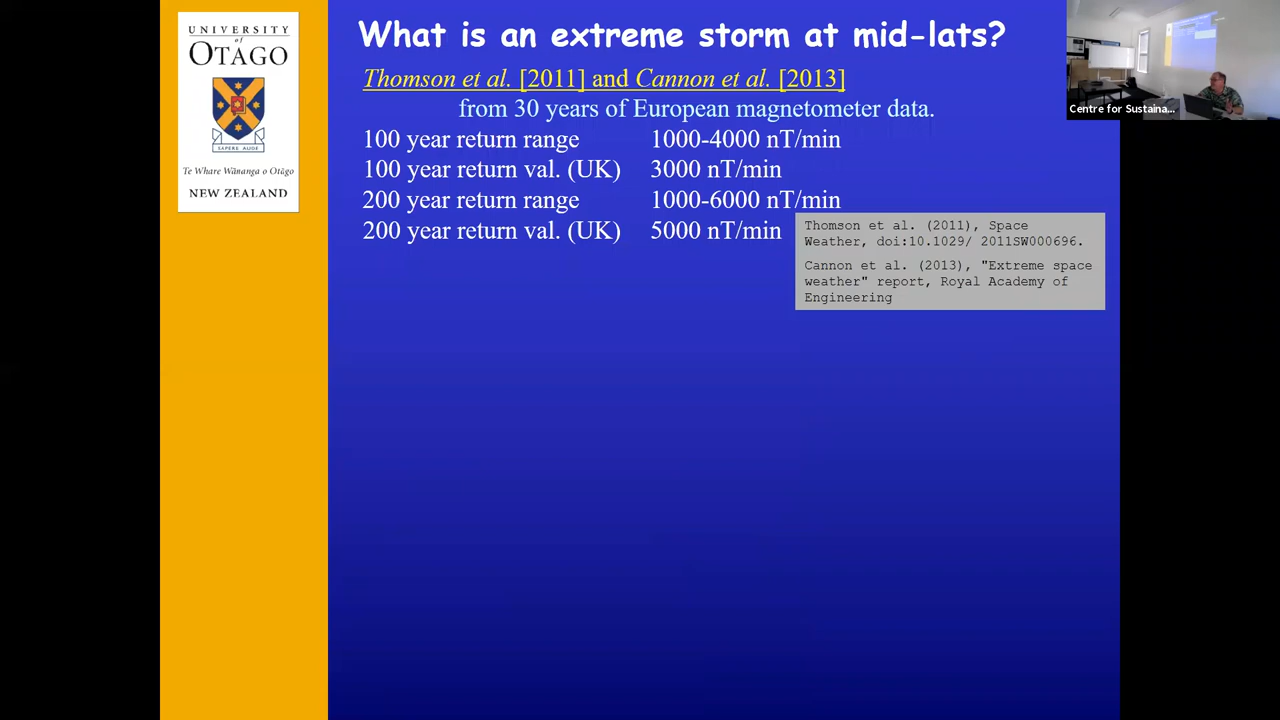 UNIVERSITY
of
OTAGO
SAPERE AUDE
Te Whare Wānanga o Otāgo
NEW ZEALAND
What is an extreme storm at mid-lats?
Thomson et al. [2011] and Cannon et al. [2013]
from 30 years of European magnetometer data.
100 year return range 1000-4000 nT/min
100 year return val. (UK) 3000 nT/min
200 year return range 1000-6000 nT/min
200 year return val. (UK) 5000 nT/min
Thomson et al. (2011), Space
Weather, doi:10.1029/ 2011SW000696.
Cannon et al. (2013), "Extreme space
weather" report, Royal Academy of
Engineering
Centre for Sustaina...